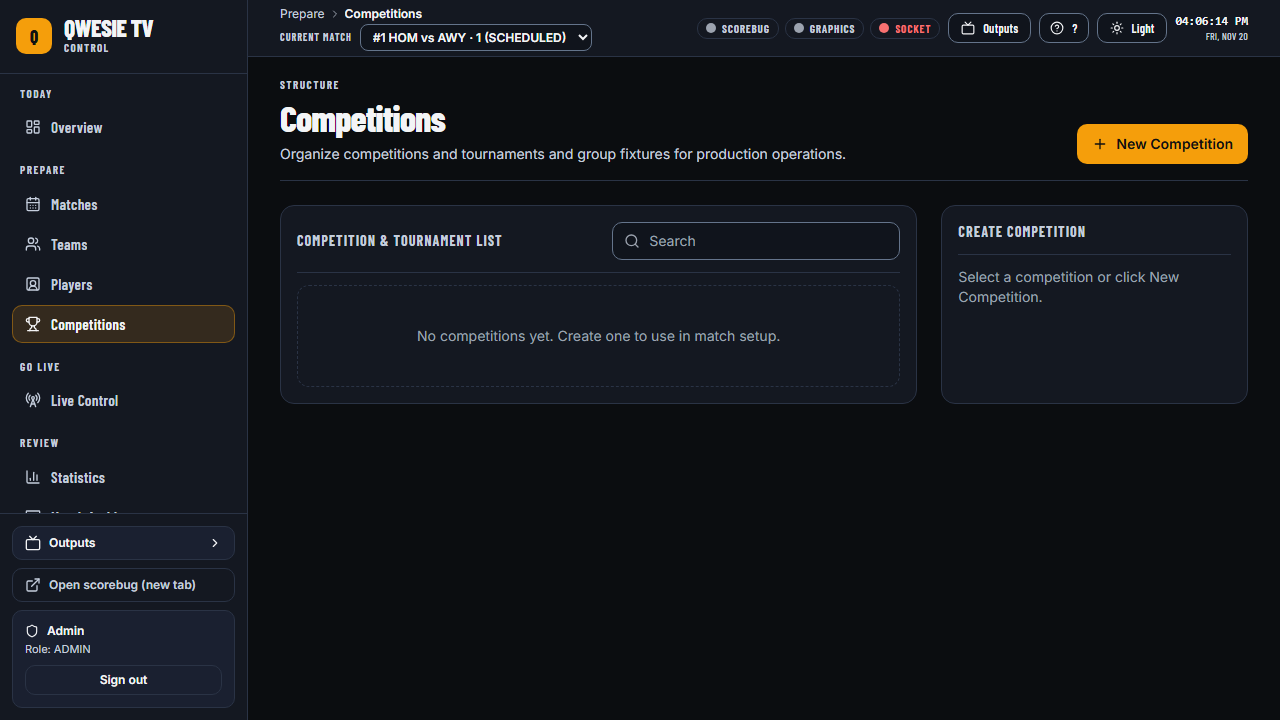 Q
QWESIE TV
CONTROL
TODAY
Overview
PREPARE
Matches
Teams
Players
Competitions
GO LIVE
Live Control
REVIEW
Statistics
Outputs
Open scorebug (new tab)
Admin
Role: ADMIN
Sign out
Prepare > Competitions
CURRENT MATCH
#1 HOM vs AWY · 1 (SCHEDULED)
SCOREBUG
GRAPHICS
SOCKET
Outputs
?
Light
04:06:14 PM
FRI, NOV 20
STRUCTURE
Competitions
Organize competitions and tournaments and group fixtures for production operations.
+ New Competition
COMPETITION & TOURNAMENT LIST
Search
No competitions yet. Create one to use in match setup.
CREATE COMPETITION
Select a competition or click New
Competition.